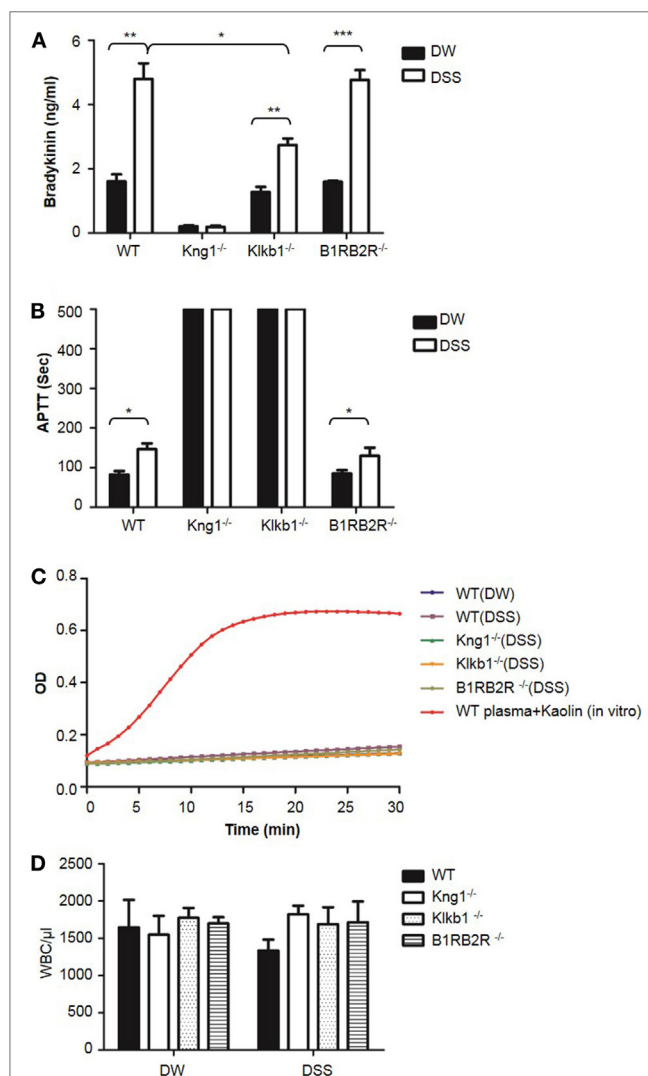 A
Bradykinin (ng/ml)
6
4
2
0
**
*
**
***
DW
DSS
WT
Kng1-/-
Klkb1-/-
B1RB2R-/-
B
APTT (Sec)
500
400
300
200
100
0
*
*
DW
DSS
WT
Kng1-/-
Klkb1-/-
B1RB2R-/-
C
OD
0.8
0.6
0.4
0.2
0.0
0
5
10
15
20
25
30
Time (min)
WT(DW)
WT(DSS)
Kng1-/-(DSS)
Klkb1-/-(DSS)
B1RB2R -/-(DSS)
WT plasma+Kaolin (in vitro)
D
WBC/µl
2500
2000
1500
1000
500
0
DW
DSS
WT
Kng1-/-
Klkb1 -/-
B1RB2R -/-